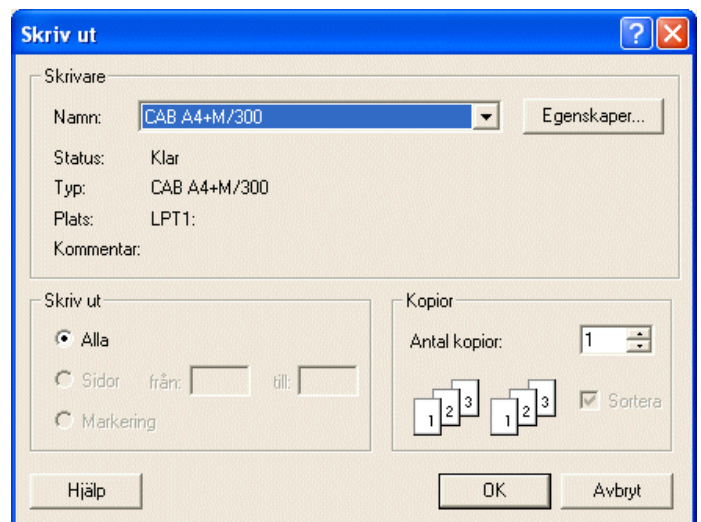 Skriv ut
Skrivare
Namn: CAB A4+M/300 Egenskaper...
Status: Klar
Typ: CAB A4+M/300
Plats: LPT1:
Kommentar:
Skriv ut
Alla
Sidor från: till:
Markering
Kopior
Antal kopior: 1
1 2 3 1 2 3 Sortera
Hjälp OK Avbryt